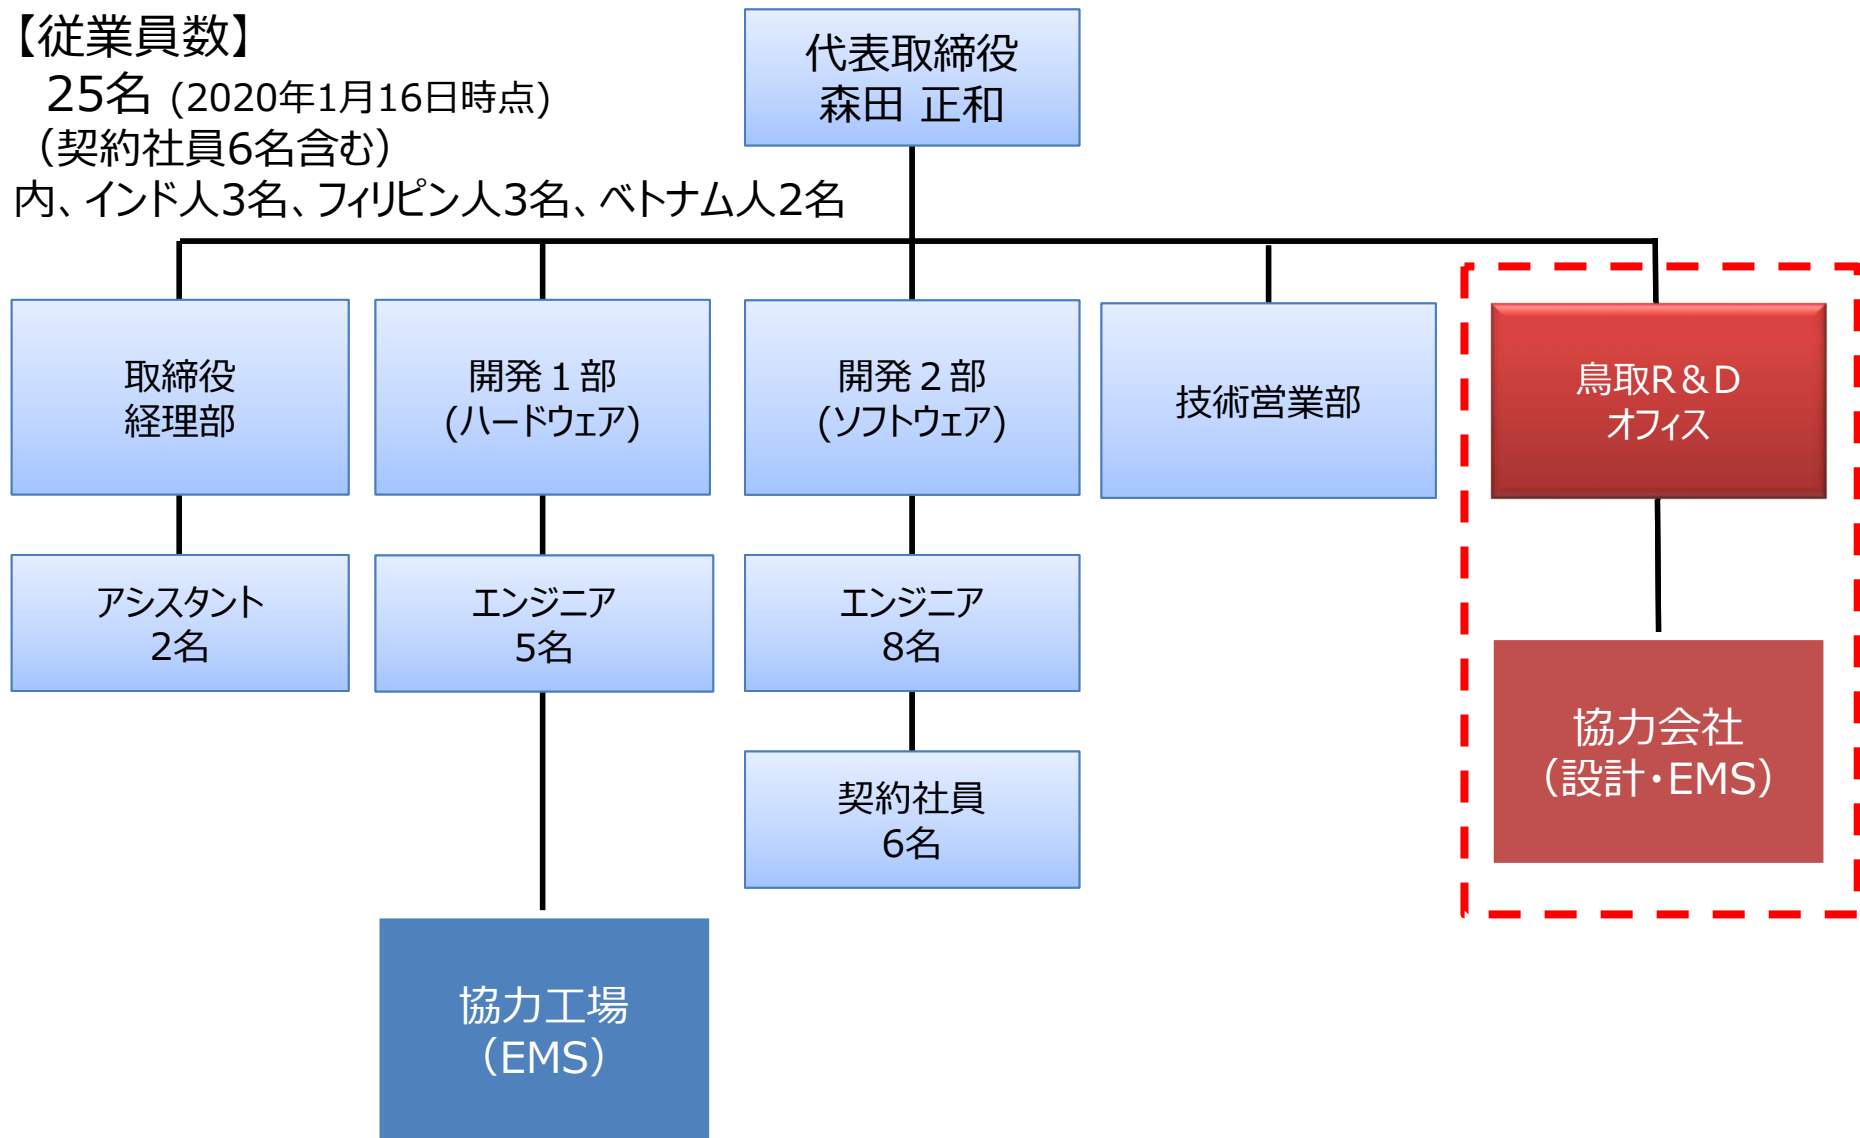 【従業員数】
25名 (2020年1月16日時点)
（契約社員6名含む）
内、インド人3名、フィリピン人3名、ベトナム人2名
代表取締役
森田 正和
取締役
経理部
開発１部
(ハードウェア)
開発２部
(ソフトウェア)
技術営業部
鳥取R＆D
オフィス
アシスタント
2名
エンジニア
5名
エンジニア
8名
契約社員
6名
協力会社
（設計・EMS）
協力工場
（EMS）